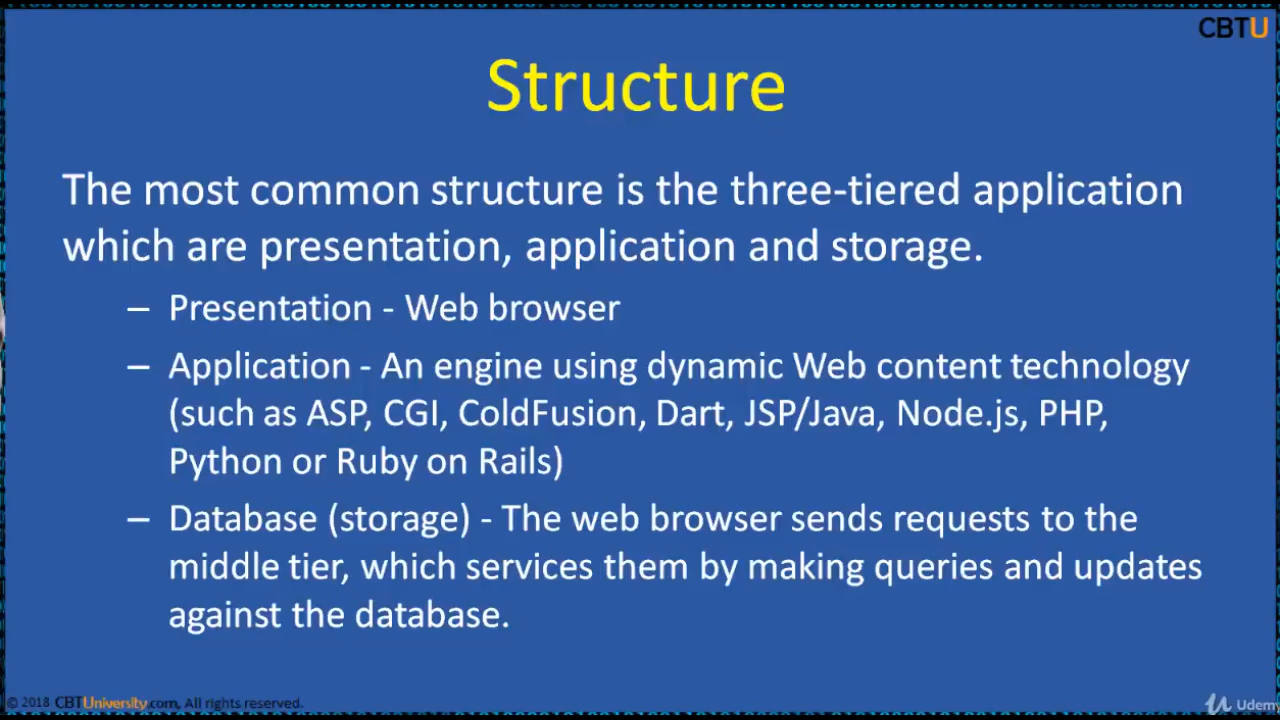 CBTU
Structure
The most common structure is the three-tiered application
which are presentation, application and storage.
– Presentation - Web browser
– Application - An engine using dynamic Web content technology
(such as ASP, CGI, ColdFusion, Dart, JSP/Java, Node.js, PHP,
Python or Ruby on Rails)
– Database (storage) - The web browser sends requests to the
middle tier, which services them by making queries and updates
against the database.
© 2018 CBTUniversity.com, All rights reserved.
Udemy